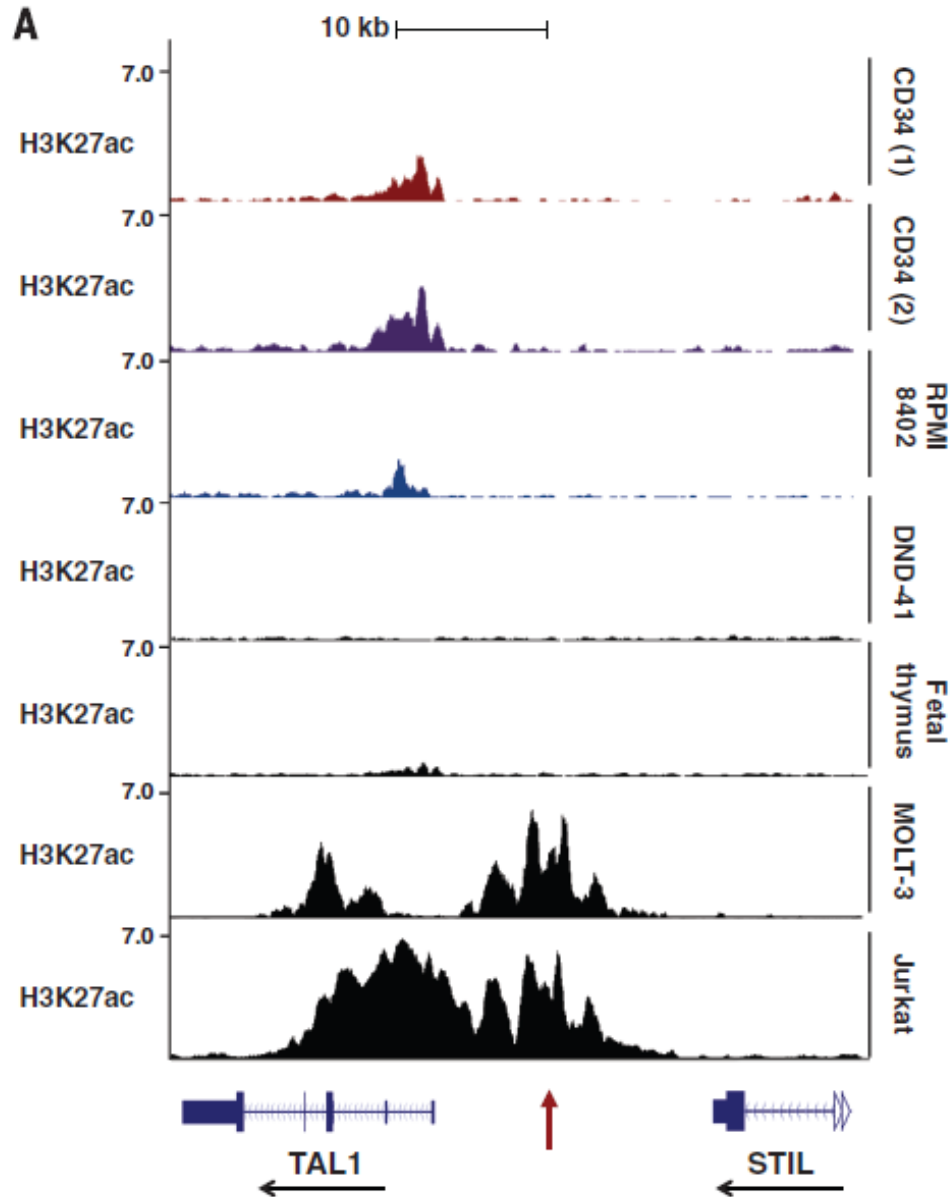 A
10 kb
7.0
H3K27ac
CD34 (1)
7.0
H3K27ac
CD34 (2)
7.0
H3K27ac
RPMI
8402
7.0
H3K27ac
DND-41
7.0
H3K27ac
Fetal
thymus
7.0
H3K27ac
MOLT-3
7.0
H3K27ac
Jurkat
TAL1
STIL